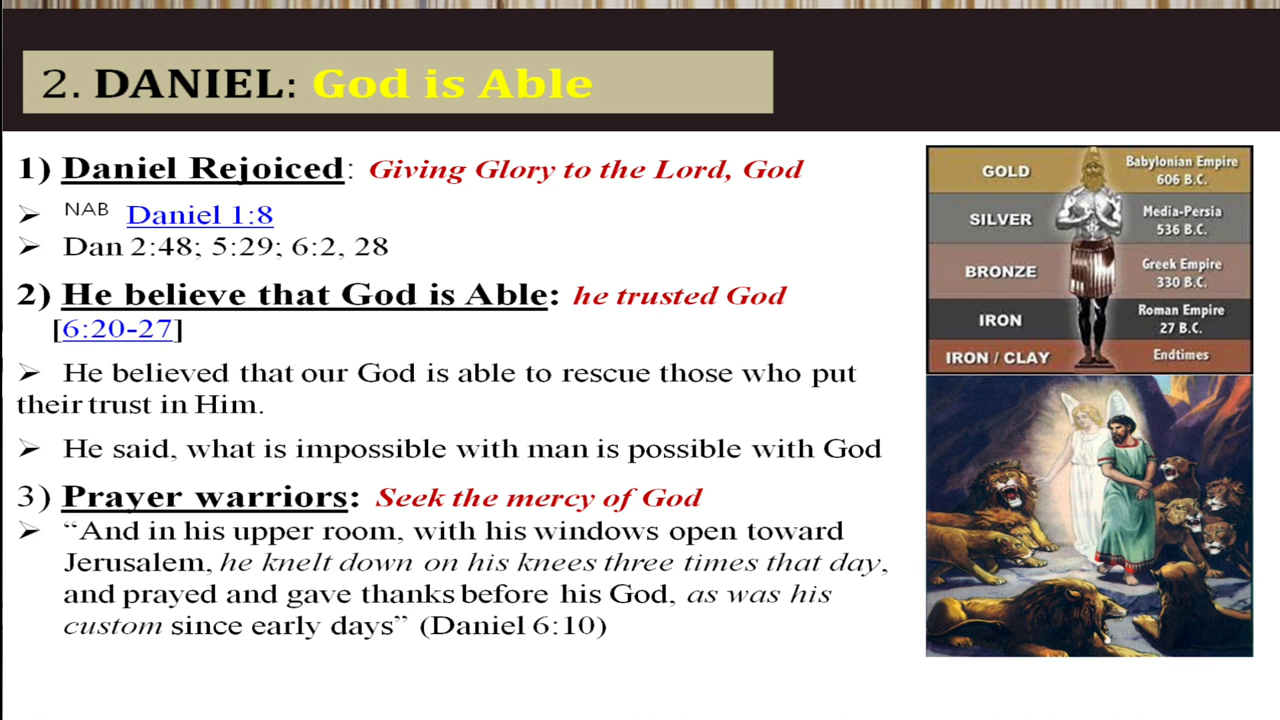 2. DANIEL: God is Able
1) Daniel Rejoiced: Giving Glory to the Lord, God
➢ NAB Daniel 1:8
➢ Dan 2:48; 5:29; 6:2, 28
2) He believe that God is Able: he trusted God
[6:20-27]
➢ He believed that our God is able to rescue those who put
their trust in Him.
➢ He said, what is impossible with man is possible with God
3) Prayer warriors: Seek the mercy of God
➢ “And in his upper room, with his windows open toward
Jerusalem, he knelt down on his knees three times that day,
and prayed and gave thanks before his God, as was his
custom since early days” (Daniel 6:10)
GOLD
Babylonian Empire
606 B.C.
SILVER
Media-Persia
536 B.C.
BRONZE
Greek Empire
330 B.C.
IRON
Roman Empire
27 B.C.
IRON / CLAY
Endtimes